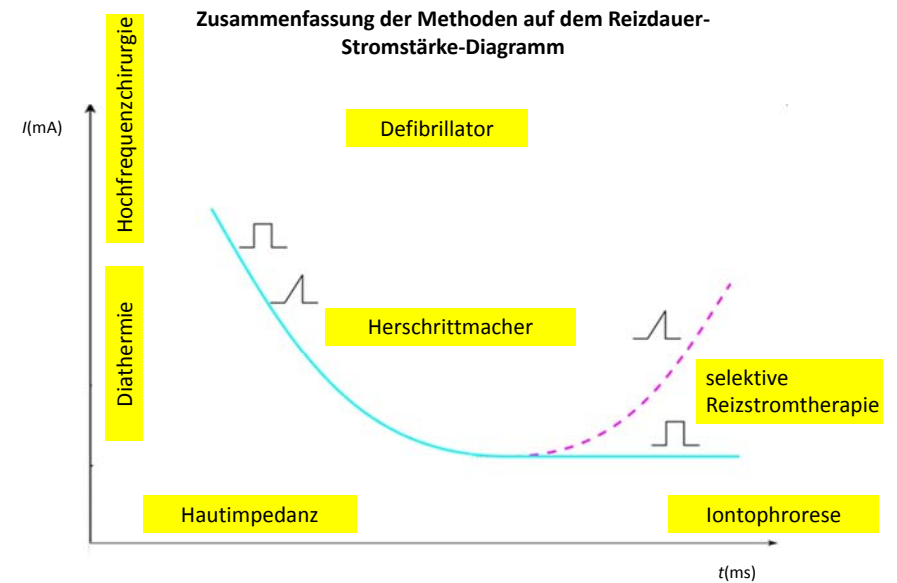 Zusammenfassung der Methoden auf dem Reizdauer-
Stromstärke-Diagramm
Hochfrequenzchirurgie
I(mA)
Defibrillator
Diathermie
Herschrittmacher
selektive
Reizstromtherapie
Hautimpedanz
Iontophrorese
t(ms)